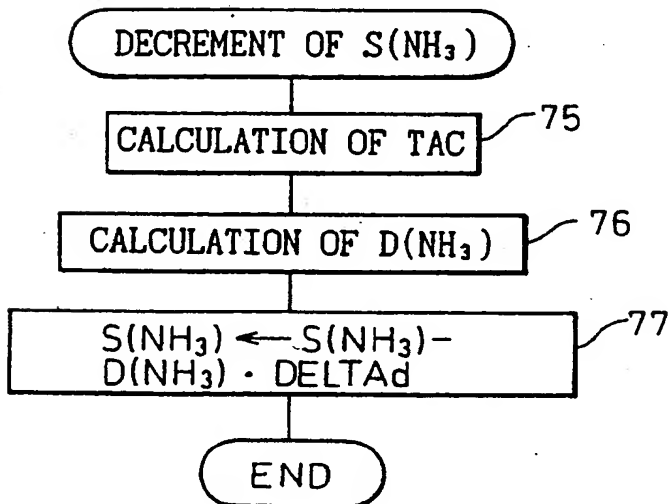 DECREMENT OF S(NH₃)
CALCULATION OF TAC
75
CALCULATION OF D(NH₃)
76
S(NH₃) ← S(NH₃)−
D(NH₃) · DELTAd
77
END